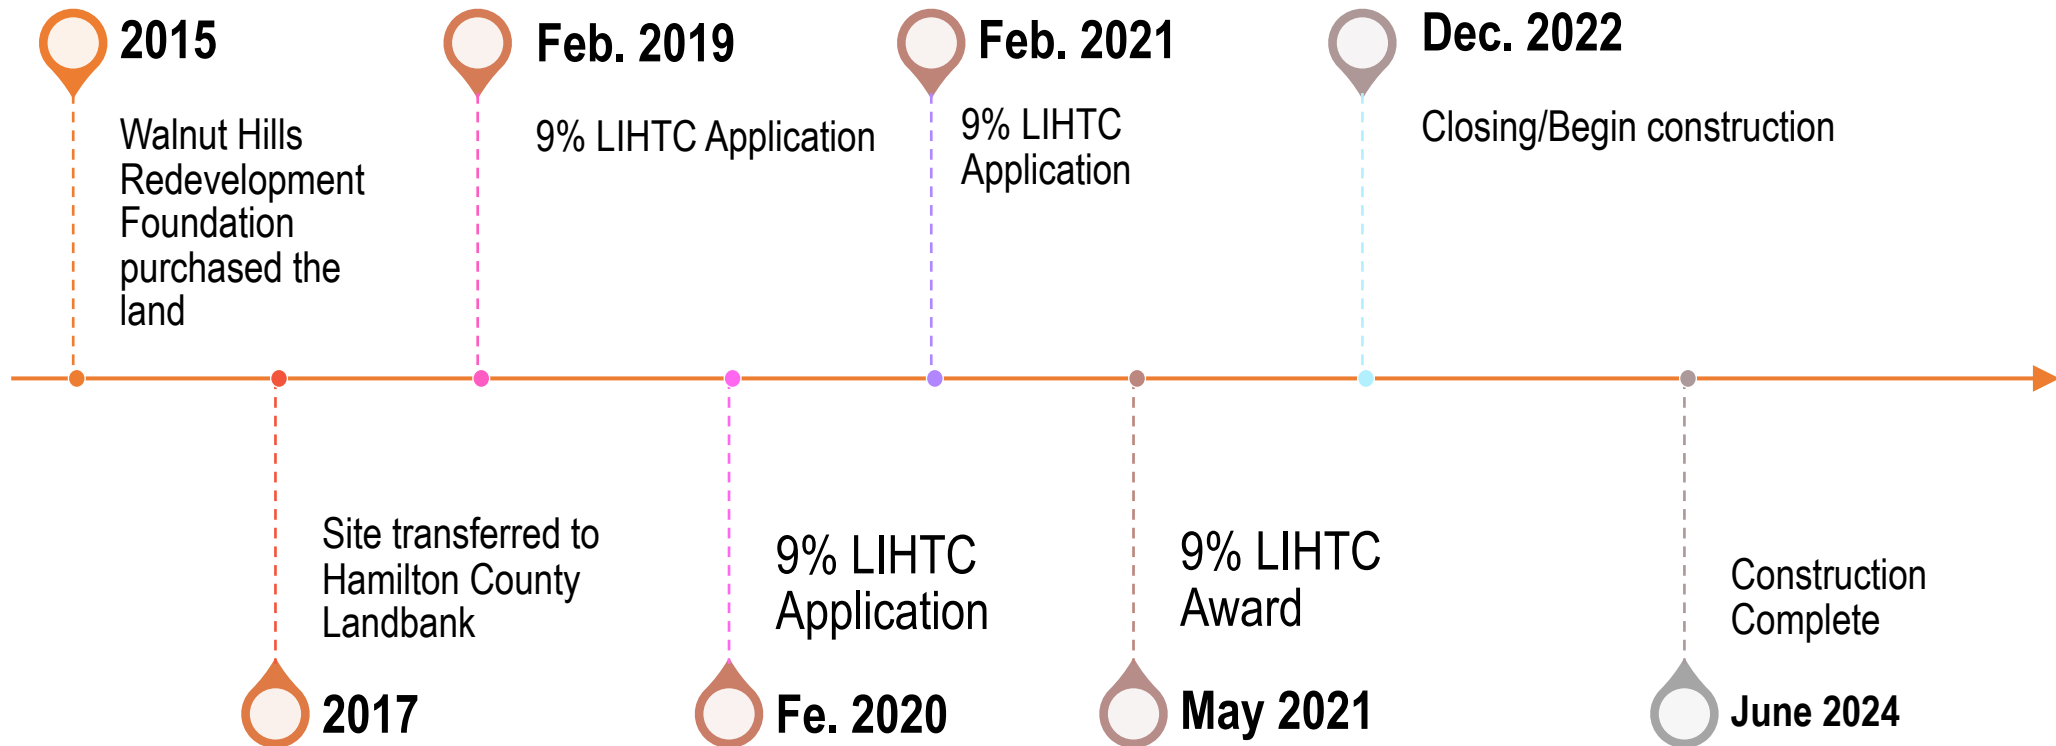 2015
Walnut Hills
Redevelopment
Foundation
purchased the
land
2017
Site transferred to
Hamilton County
Landbank
Feb. 2019
9% LIHTC Application
Fe. 2020
9% LIHTC
Application
Feb. 2021
9% LIHTC
Application
May 2021
9% LIHTC
Award
Dec. 2022
Closing/Begin construction
June 2024
Construction
Complete